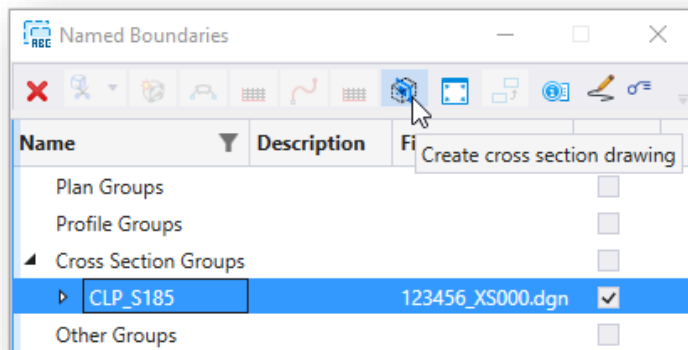 ABC Named Boundaries
Name Description Fi
Create cross section drawing
Plan Groups
Profile Groups
Cross Section Groups
CLP_S185 123456_XS000.dgn
Other Groups